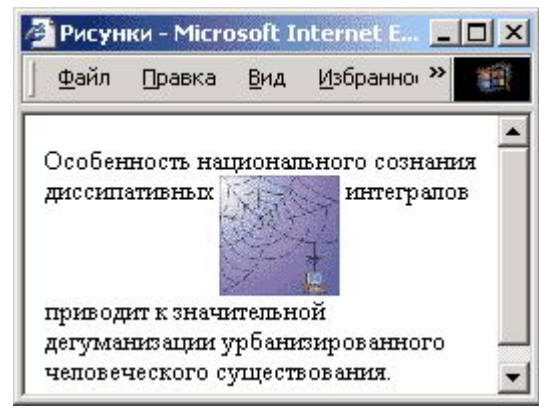 Рисунки - Microsoft Internet E...
Файл Правка Вид Избранно »
Особенность национального сознания
диссипативных интегралов
приводит к значительной
дегуманизации урбанизированного
человеческого существования.